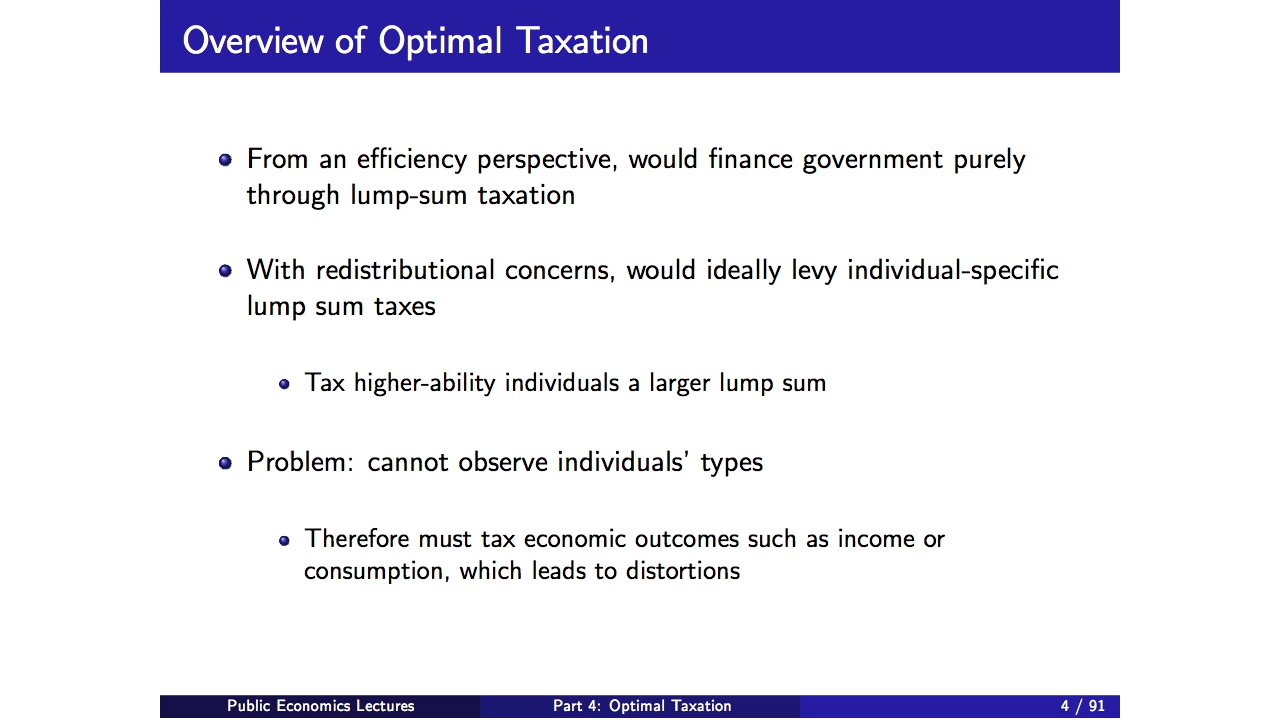 Overview of Optimal Taxation
From an efficiency perspective, would finance government purely
through lump-sum taxation
With redistributional concerns, would ideally levy individual-specific
lump sum taxes
Tax higher-ability individuals a larger lump sum
Problem: cannot observe individuals' types
Therefore must tax economic outcomes such as income or
consumption, which leads to distortions
Public Economics Lectures Part 4: Optimal Taxation 4 / 91